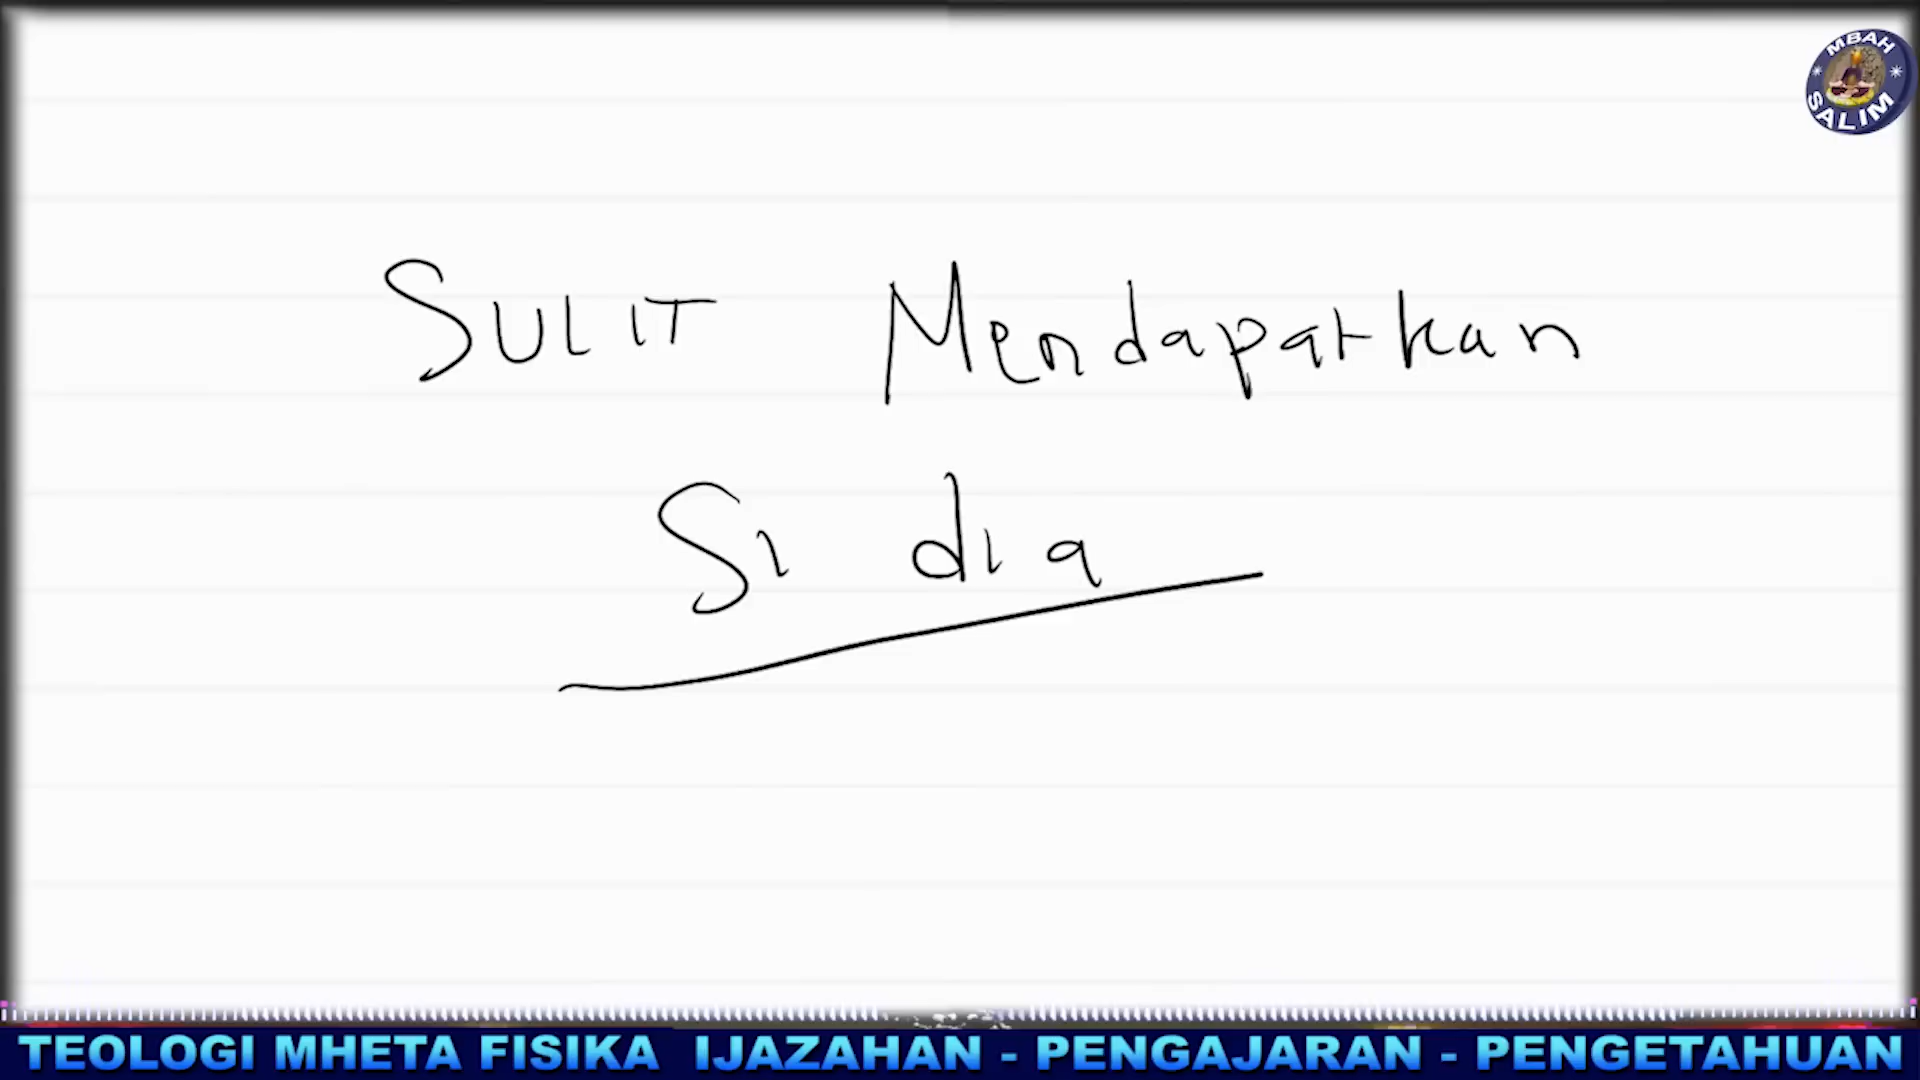 MBAH
SALIM
SULIT Mendapatkan
Si dia
TEOLOGI MHETA FISIKA IJAZAHAN - PENGAJARAN - PENGETAHUAN